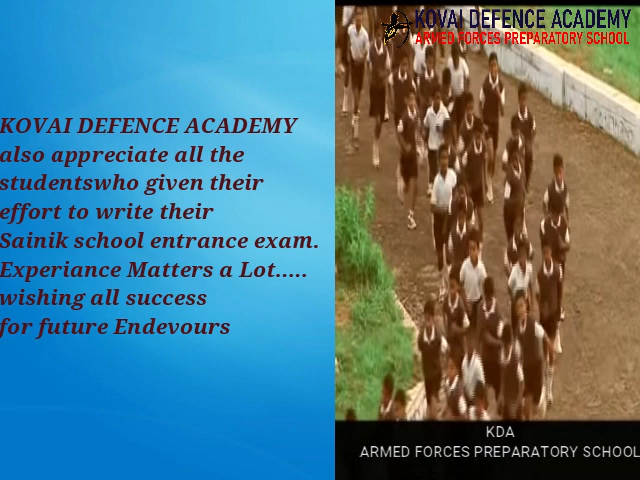 KOVAI DEFENCE ACADEMY
ARMED FORCES PREPARATORY SCHOOL
KOVAI DEFENCE ACADEMY
also appreciate all the
studentswho given their
effort to write their
Sainik school entrance exam.
Experiance Matters a Lot.....
wishing all success
for future Endevours
KDA
ARMED FORCES PREPARATORY SCHOOL